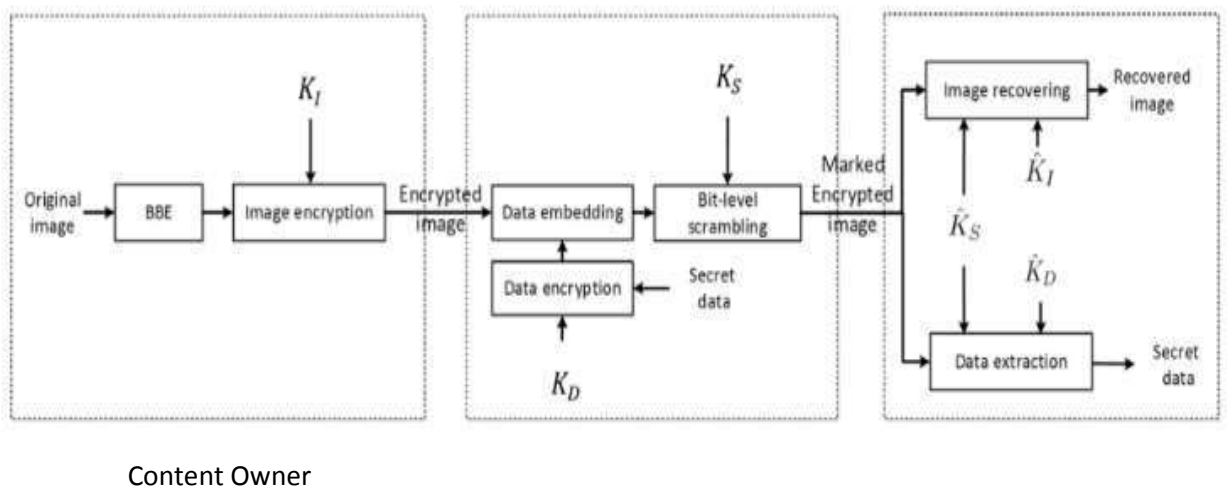 Original
image
BBE
K_I
Image encryption
Encrypted
image
Data embedding
Data encryption
K_D
Secret
data
K_S
Bit-level
scrambling
Marked
Encrypted
image
Image recovering
Recovered
image
K̂_I
K̂_S
K̂_D
Data extraction
Secret
data
Content Owner